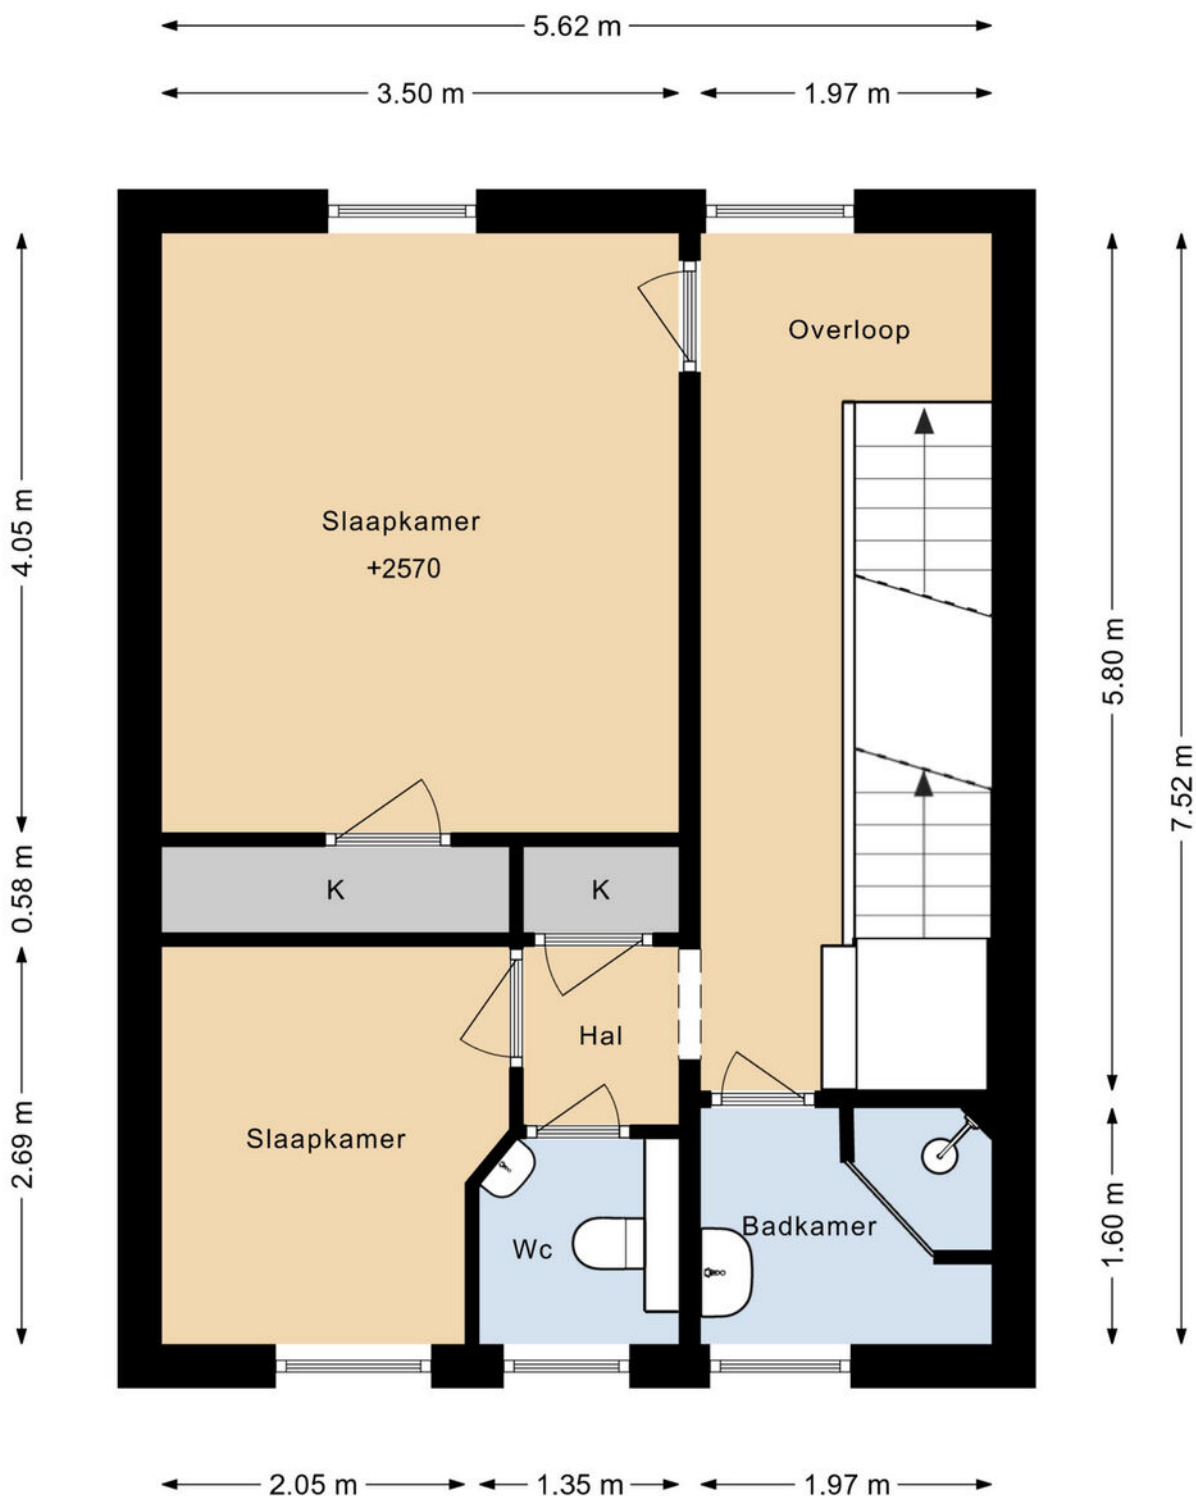 5.62 m
3.50 m
1.97 m
Overloop
Slaapkamer
+2570
4.05 m
5.80 m
7.52 m
0.58 m
K
K
Hal
2.69 m
Slaapkamer
1.60 m
Badkamer
Wc
2.05 m
1.35 m
1.97 m